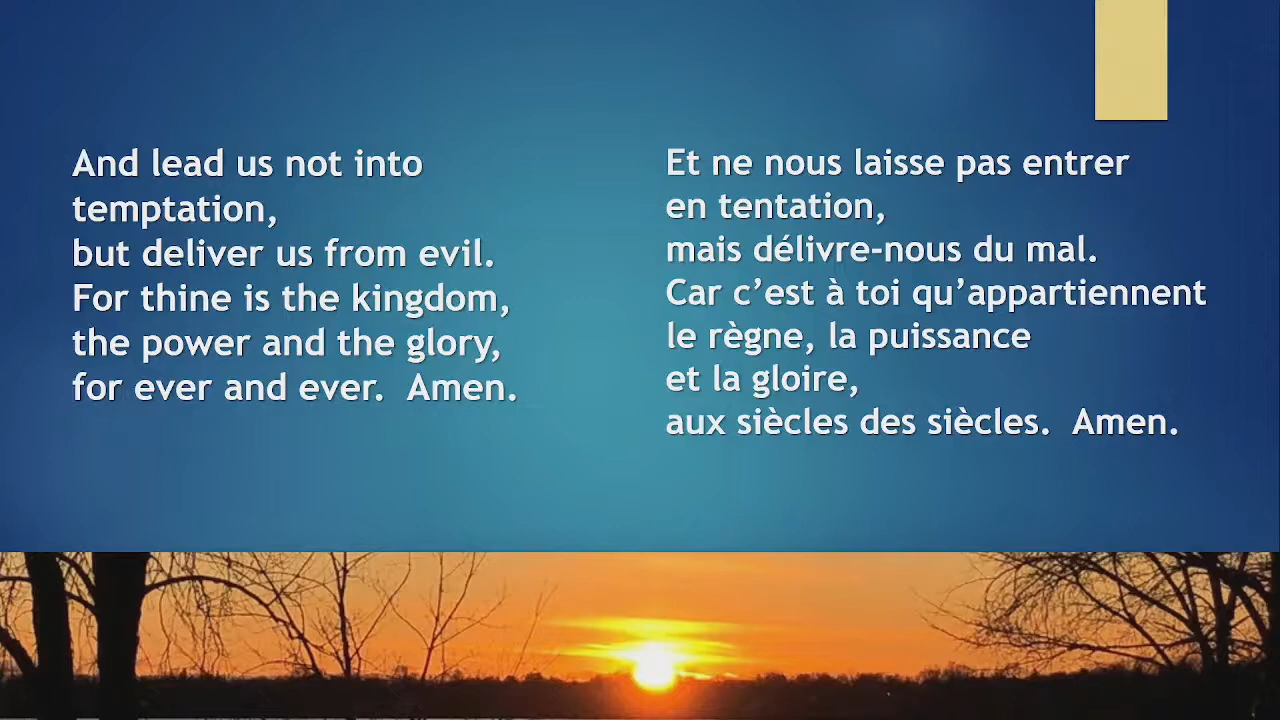 And lead us not into
temptation,
but deliver us from evil.
For thine is the kingdom,
the power and the glory,
for ever and ever.  Amen.
Et ne nous laisse pas entrer
en tentation,
mais délivre-nous du mal.
Car c’est à toi qu’appartiennent
le règne, la puissance
et la gloire,
aux siècles des siècles.  Amen.